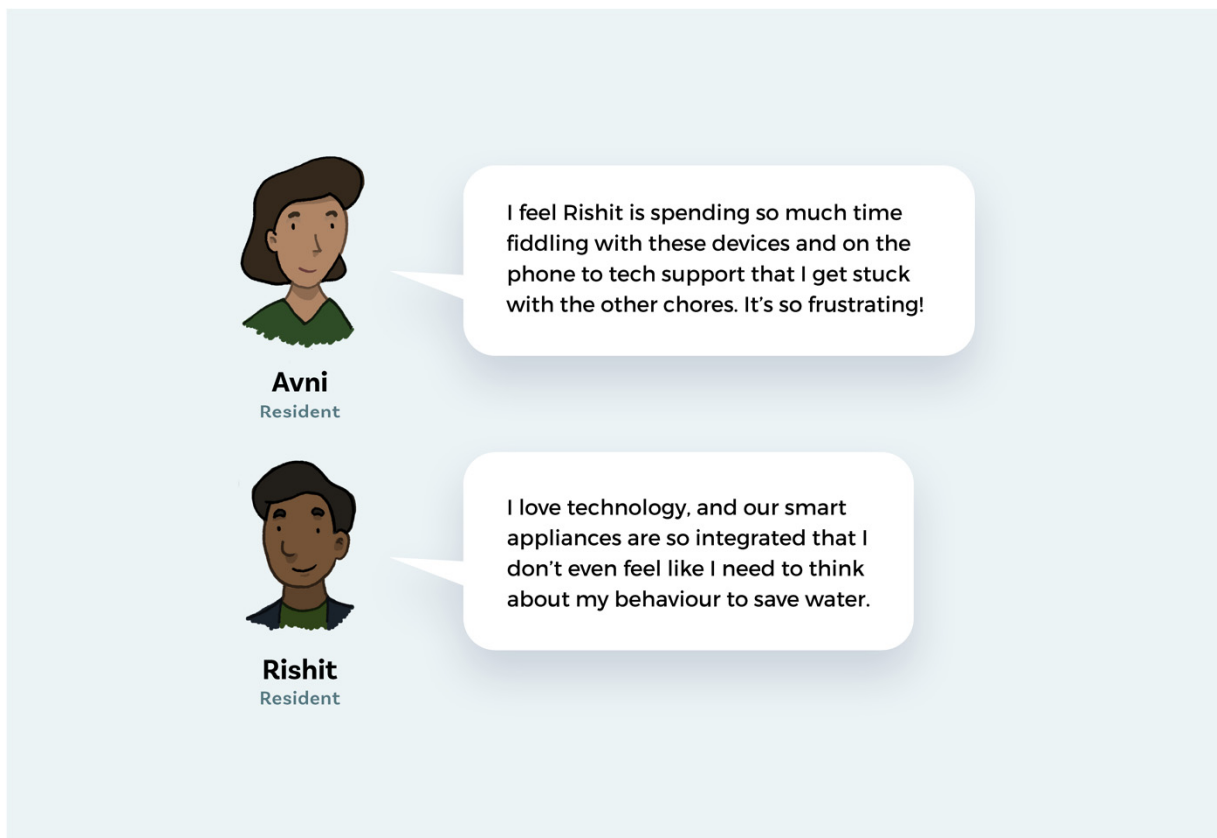 I feel Rishit is spending so much time
fiddling with these devices and on the
phone to tech support that I get stuck
with the other chores. It’s so frustrating!
Avni
Resident
I love technology, and our smart
appliances are so integrated that I
don’t even feel like I need to think
about my behaviour to save water.
Rishit
Resident